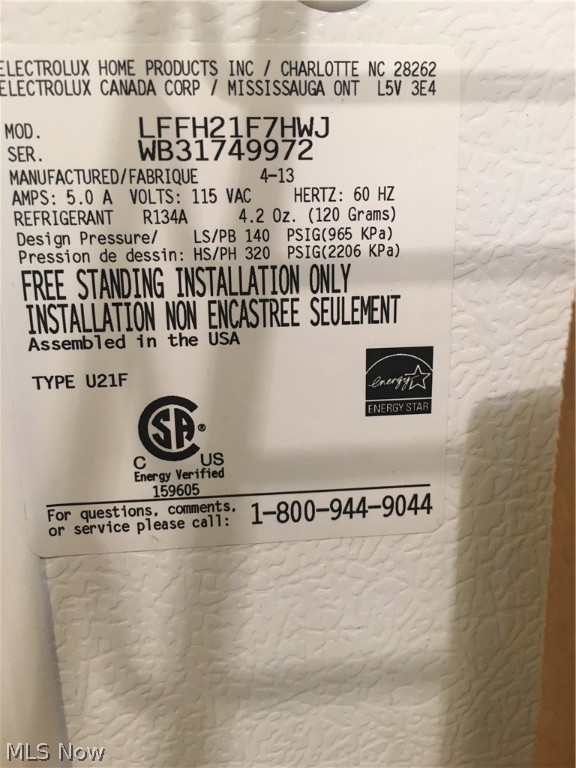 ELECTROLUX HOME PRODUCTS INC / CHARLOTTE NC 28262
ELECTROLUX CANADA CORP / MISSISSAUGA ONT L5V 3E4
MOD. LFFH21F7HWJ
SER. WB31749972
MANUFACTURED/FABRIQUE 4-13
AMPS: 5.0 A VOLTS: 115 VAC HERTZ: 60 HZ
REFRIGERANT R134A 4.2 Oz. (120 Grams)
Design Pressure/ LS/PB 140 PSIG(965 KPa)
Pression de dessin: HS/PH 320 PSIG(2206 KPa)
FREE STANDING INSTALLATION ONLY
INSTALLATION NON ENCASTREE SEULEMENT
Assembled in the USA
TYPE U21F
energy
ENERGY STAR
CSA®
C US
Energy Verified
159605
For questions, comments,
or service please call: 1-800-944-9044
MLS Now